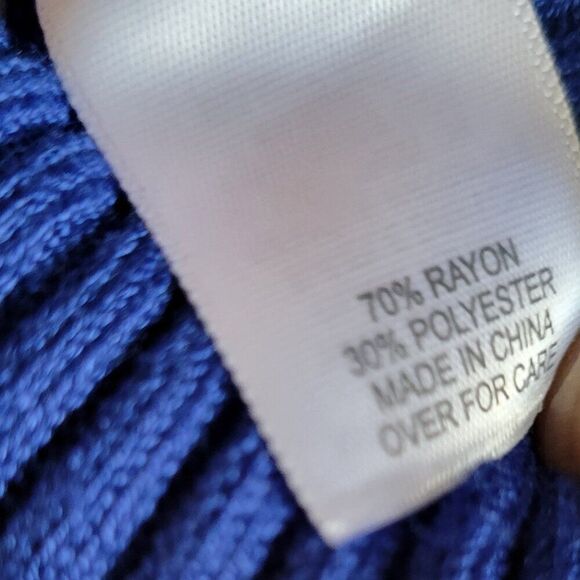 70% RAYON
30% POLYESTER
MADE IN CHINA
OVER FOR CARE